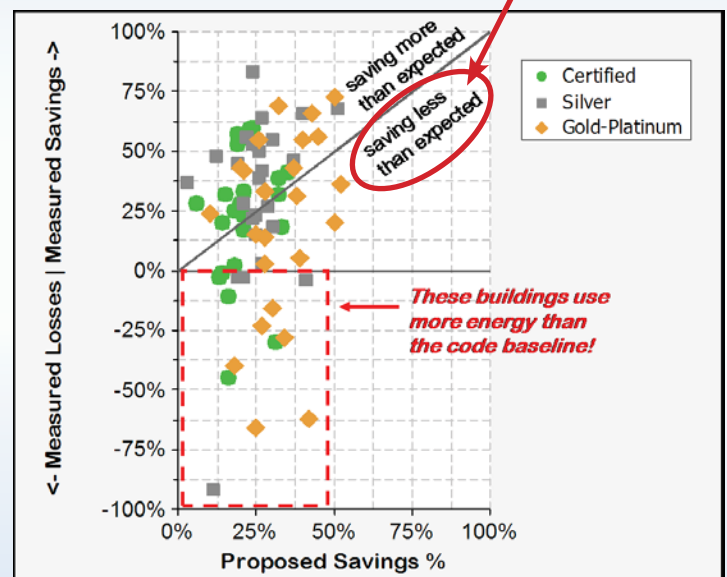 100%
75%
50%
25%
0%
-25%
-50%
-75%
-100%
<- Measured Losses | Measured Savings ->
saving more
than expected
saving less
than expected
These buildings use
more energy than
the code baseline!
0%
25%
50%
75%
100%
Proposed Savings %
Certified
Silver
Gold-Platinum